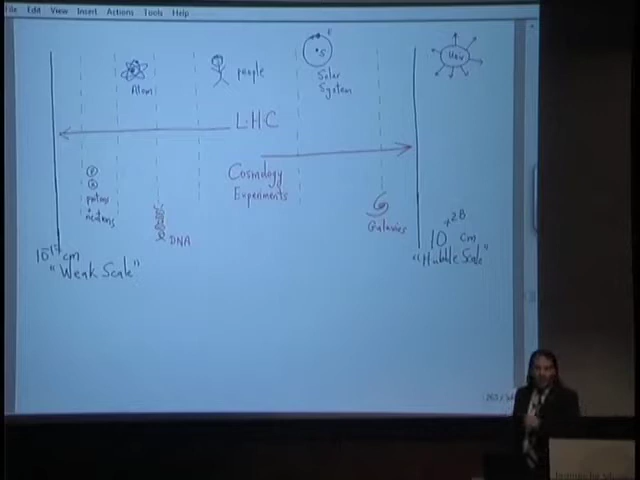 File Edit View Insert Actions Tools Help
Atom
people
E
S
Solar
System
Univ
LHC
Cosmology
Experiments
P
n
protons
+
neutrons
DNA
Galaxies
10⁻¹⁷ cm
"Weak Scale"
10⁺²⁸ cm
"Hubble Scale"